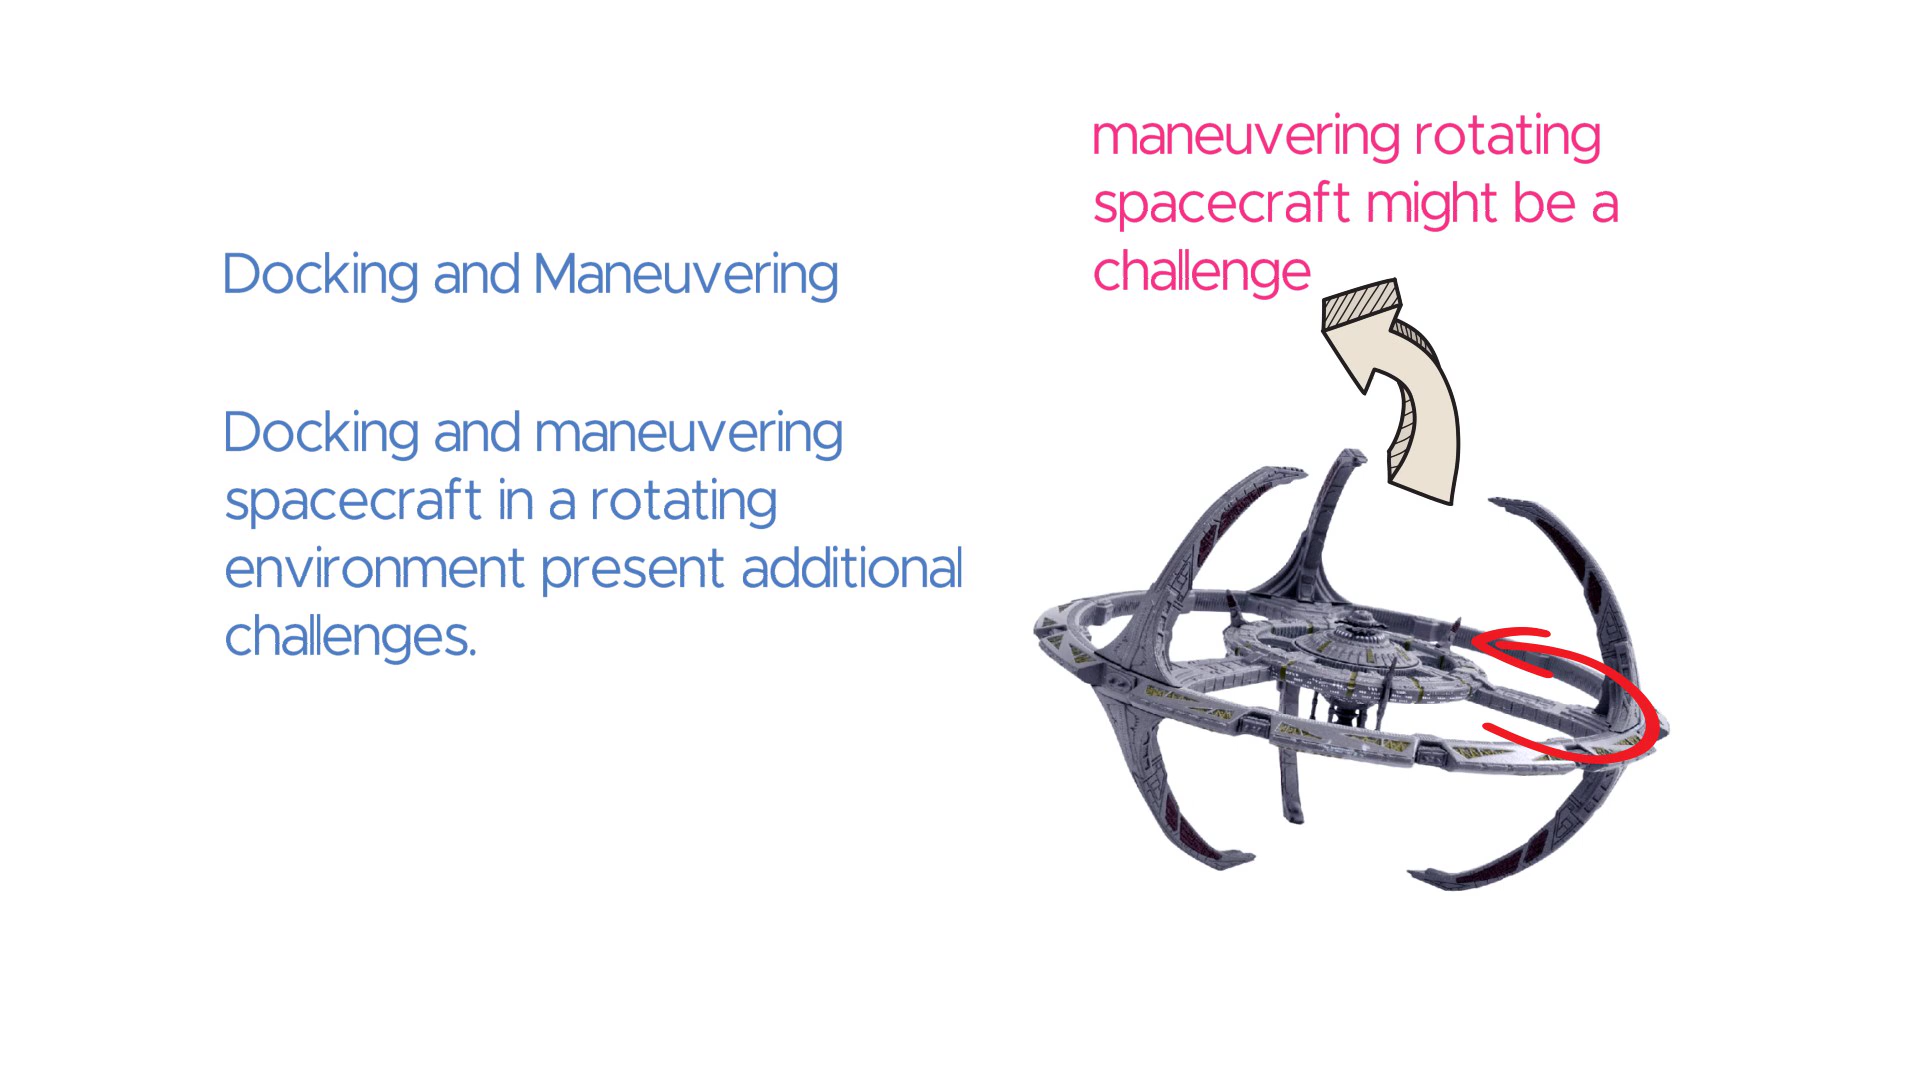 Docking and Maneuvering
Docking and maneuvering
spacecraft in a rotating
environment present additional
challenges.
maneuvering rotating
spacecraft might be a
challenge